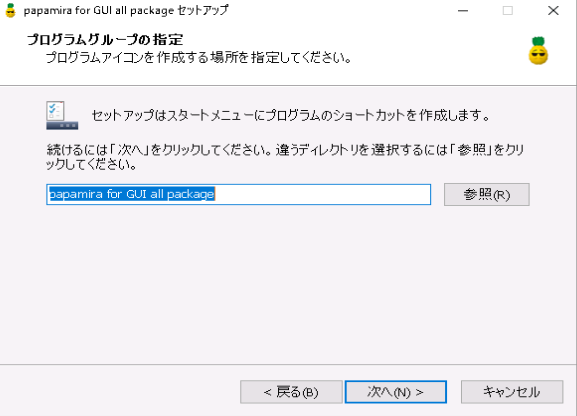 papamira for GUI all package セットアップ
プログラムグループの指定
プログラムアイコンを作成する場所を指定してください。
セットアップはスタートメニューにプログラムのショートカットを作成します。
続けるには「次へ」をクリックしてください。違うディレクトリを選択するには「参照」をクリ
ックしてください。
papamira for GUI all package
参照(R)
< 戻る(B)
次へ(N) >
キャンセル